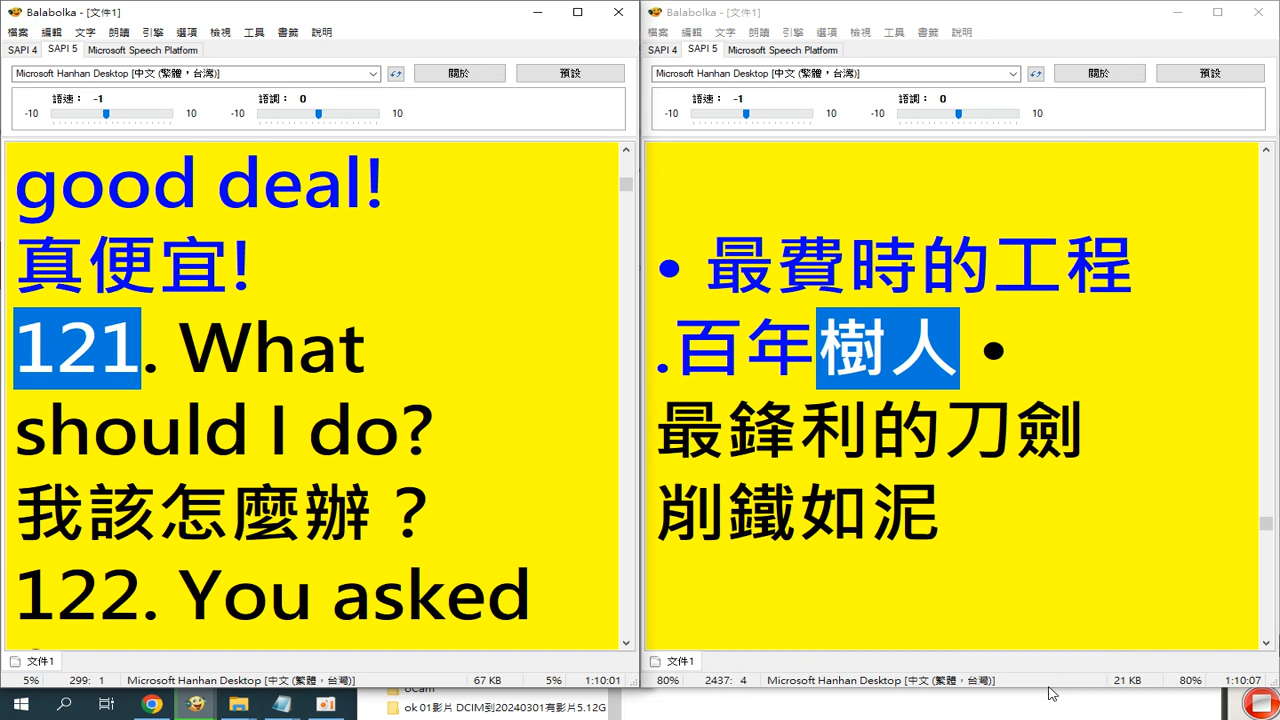 Balabolka - [文件1]
檔案 編輯 文字 朗讀 引擎 選項 檢視 工具 書籤 說明
SAPI 4 SAPI 5 Microsoft Speech Platform
Microsoft Hanhan Desktop [中文 (繁體，台灣)] 關於 預設
語速： -1 語調： 0
-10 10 -10 10
good deal!
真便宜!
121. What
should I do?
我該怎麼辦？
122. You asked
文件1
5% 299: 1 Microsoft Hanhan Desktop [中文 (繁體，台灣)] 67 KB 1:10:01
Balabolka - [文件1]
檔案 編輯 文字 朗讀 引擎 選項 檢視 工具 書籤 說明
SAPI 4 SAPI 5 Microsoft Speech Platform
Microsoft Hanhan Desktop [中文 (繁體，台灣)] 關於 預設
語速： -1 語調： 0
-10 10 -10 10
• 最費時的工程
.百年樹人 •
最鋒利的刀劍
削鐵如泥
文件1
80% 2437: 4 Microsoft Hanhan Desktop [中文 (繁體，台灣)] 21 KB 80% 1:10:07
oCam
ok 01影片 DCIM到20240301有影片5.12G